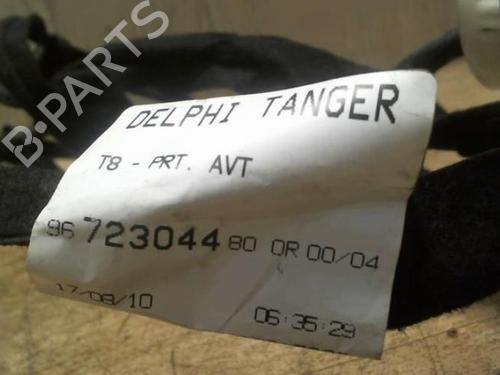 B-PARTS
DELPHI TANGER
T8 - PRT. AVT
96 723044 80 OR 00/04
17/08/10 06:35:29